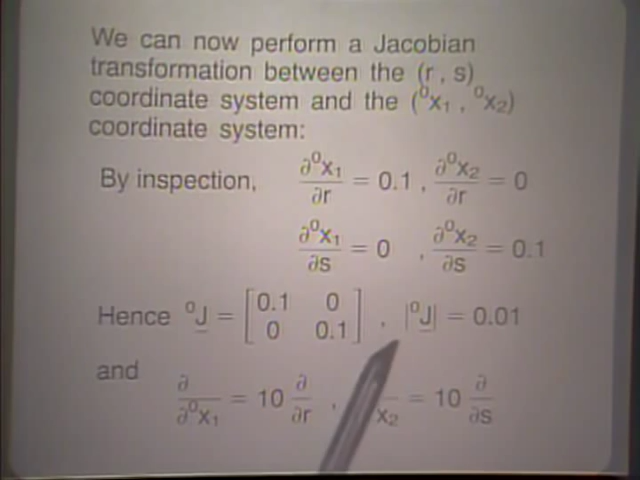 We can now perform a Jacobian
transformation between the (r , s)
coordinate system and the (⁰x₁ , ⁰x₂)
coordinate system:
By inspection, ∂⁰x₁/∂r = 0.1 , ∂⁰x₂/∂r = 0
∂⁰x₁/∂s = 0 , ∂⁰x₂/∂s = 0.1
Hence ⁰J = [0.1 0; 0 0.1] , |⁰J| = 0.01
and
∂/∂⁰x₁ = 10 ∂/∂r , x₂ = 10 ∂/∂s